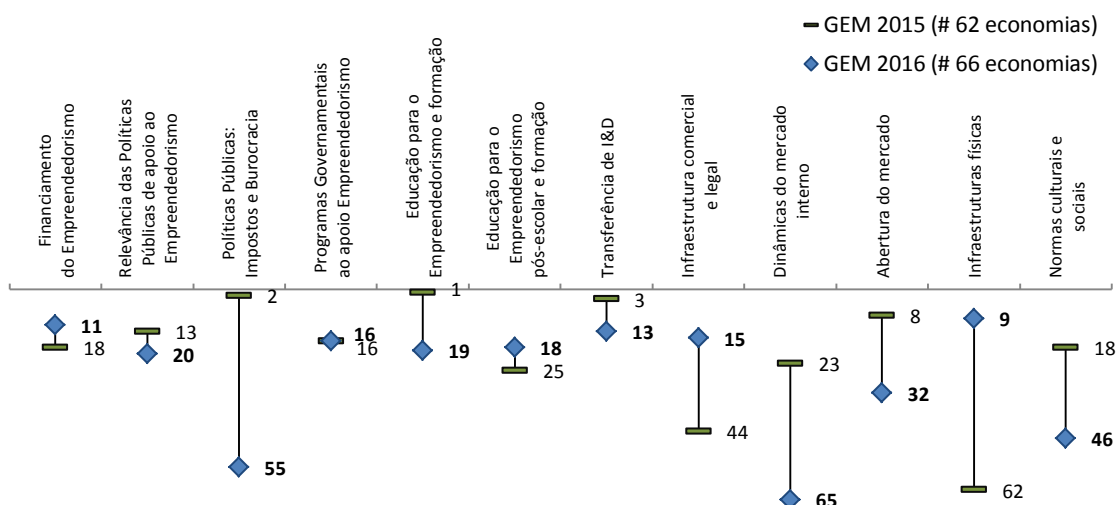 GEM 2015 (# 62 economias)
GEM 2016 (# 66 economias)
Financiamento
do Empreendedorismo
Relevância das Políticas
Públicas de apoio ao
Empreendedorismo
Políticas Públicas:
Impostos e Burocracia
Programas Governamentais
ao apoio Empreendedorismo
Educação para o
Empreendedorismo e formação
Educação para o
Empreendedorismo
pós-escolar e formação
Transferência de I&D
Infraestrutura comercial
e legal
Dinâmicas do mercado
interno
Abertura do mercado
Infraestruturas físicas
Normas culturais e
sociais
11
18
13
20
2
55
16
16
1
19
18
25
3
13
15
44
23
65
8
32
9
62
18
46